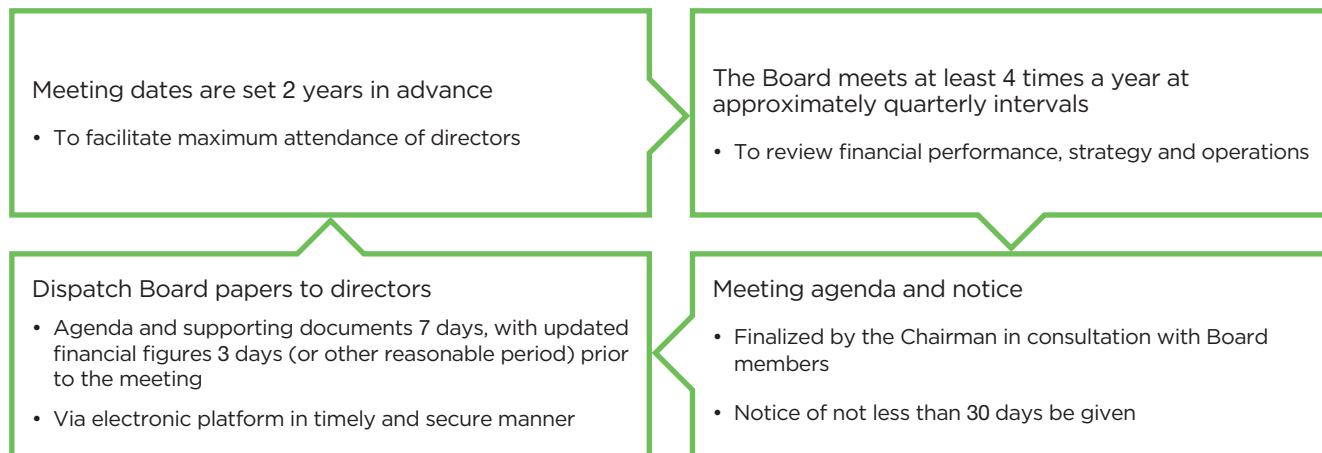 Meeting dates are set 2 years in advance
• To facilitate maximum attendance of directors
The Board meets at least 4 times a year at
approximately quarterly intervals
• To review financial performance, strategy and operations
Dispatch Board papers to directors
• Agenda and supporting documents 7 days, with updated
financial figures 3 days (or other reasonable period) prior
to the meeting
• Via electronic platform in timely and secure manner
Meeting agenda and notice
• Finalized by the Chairman in consultation with Board
members
• Notice of not less than 30 days be given